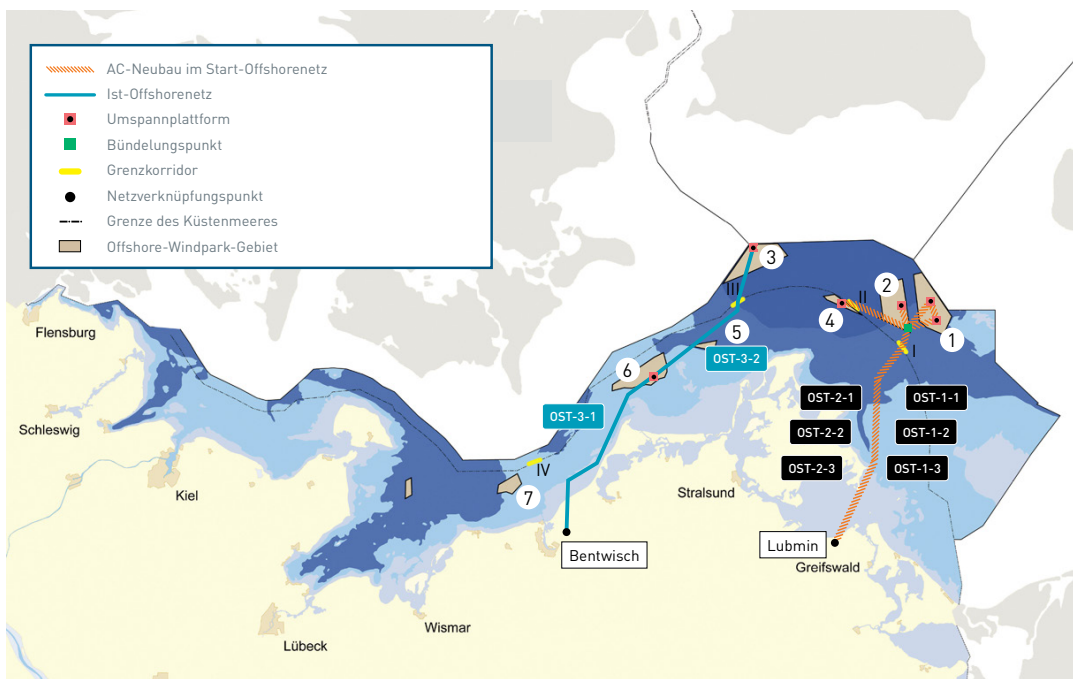 AC-Neubau im Start-Offshorenetz
Ist-Offshorenetz
Umspannplattform
Bündelungspunkt
Grenzkorridor
Netzverknüpfungspunkt
Grenze des Küstenmeeres
Offshore-Windpark-Gebiet
3
III
II
2
4
1
5
I
OST-3-2
6
OST-3-1
OST-2-1
OST-1-1
OST-2-2
OST-1-2
OST-2-3
OST-1-3
IV
7
Flensburg
Schleswig
Kiel
Stralsund
Bentwisch
Lubmin
Greifswald
Wismar
Lübeck